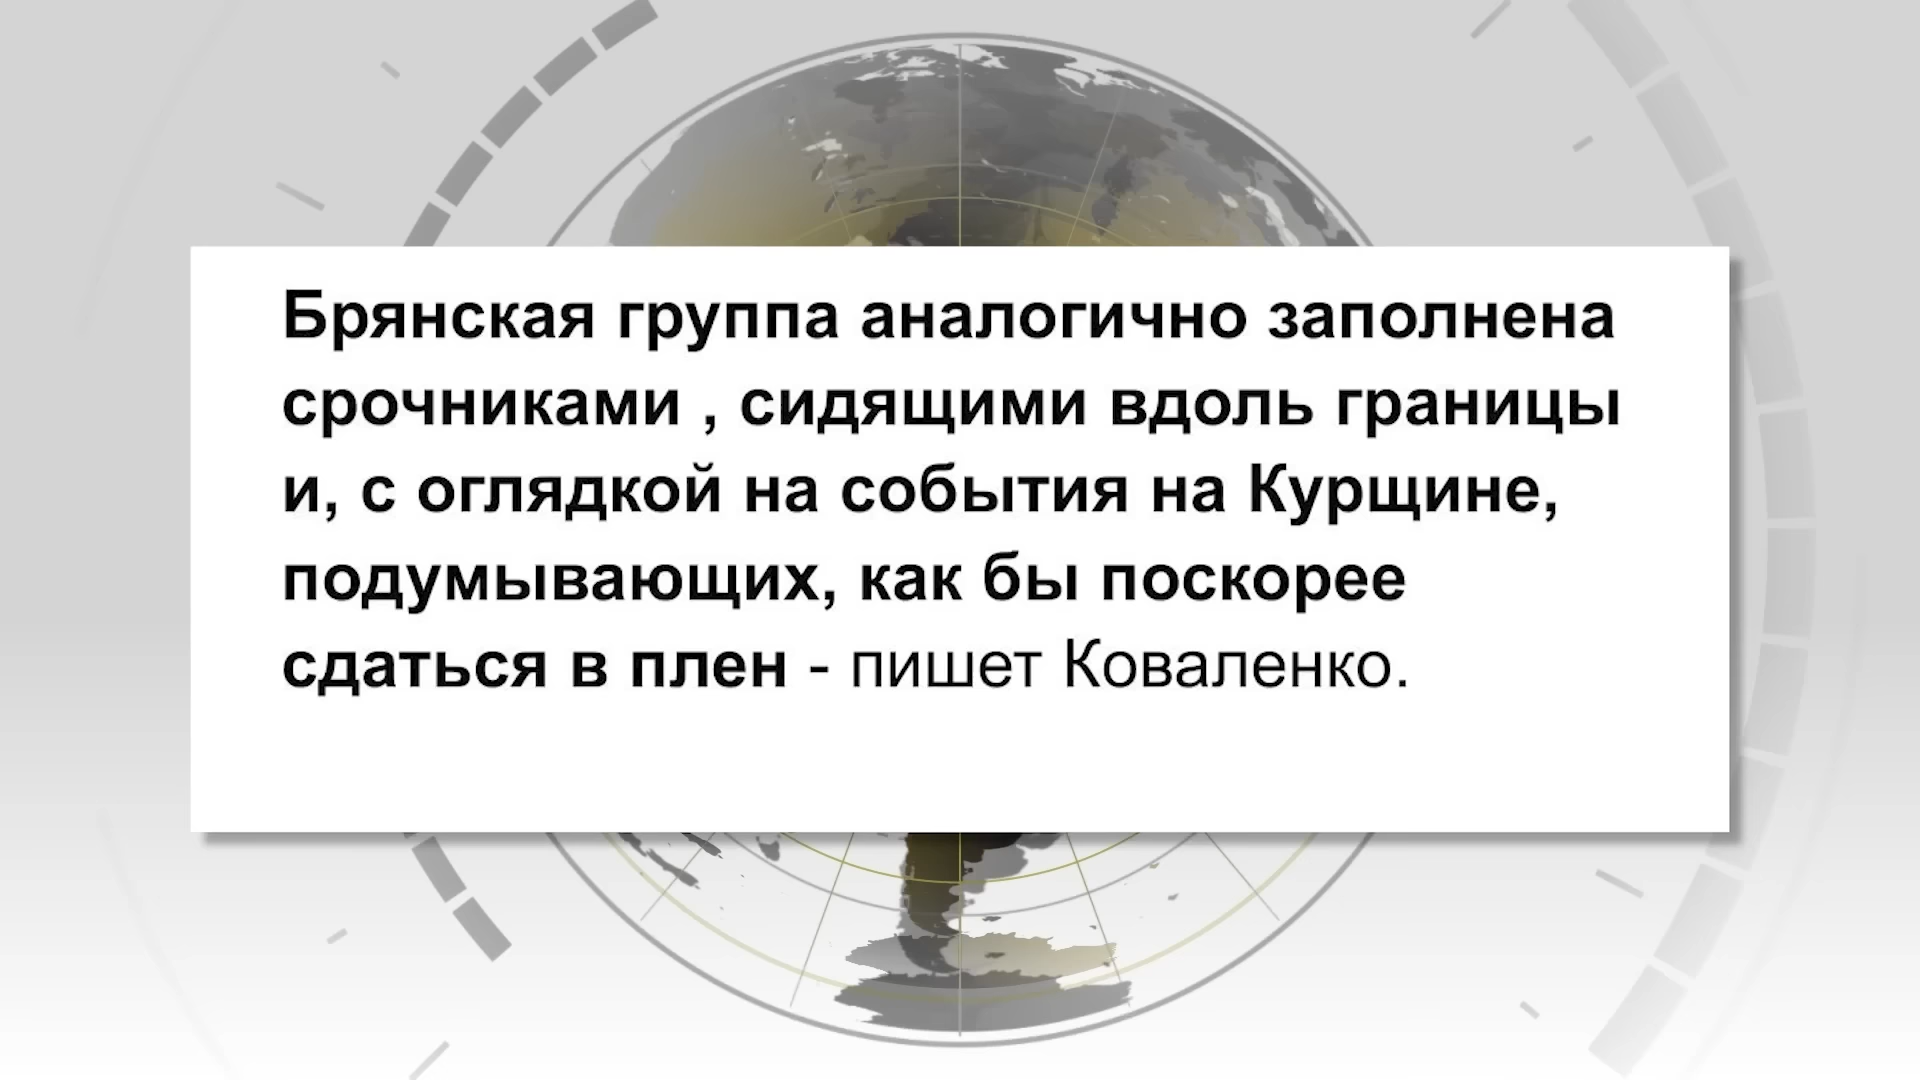 Брянская группа аналогично заполнена
срочниками , сидящими вдоль границы
и, с оглядкой на события на Курщине,
подумывающих, как бы поскорее
сдаться в плен - пишет Коваленко.